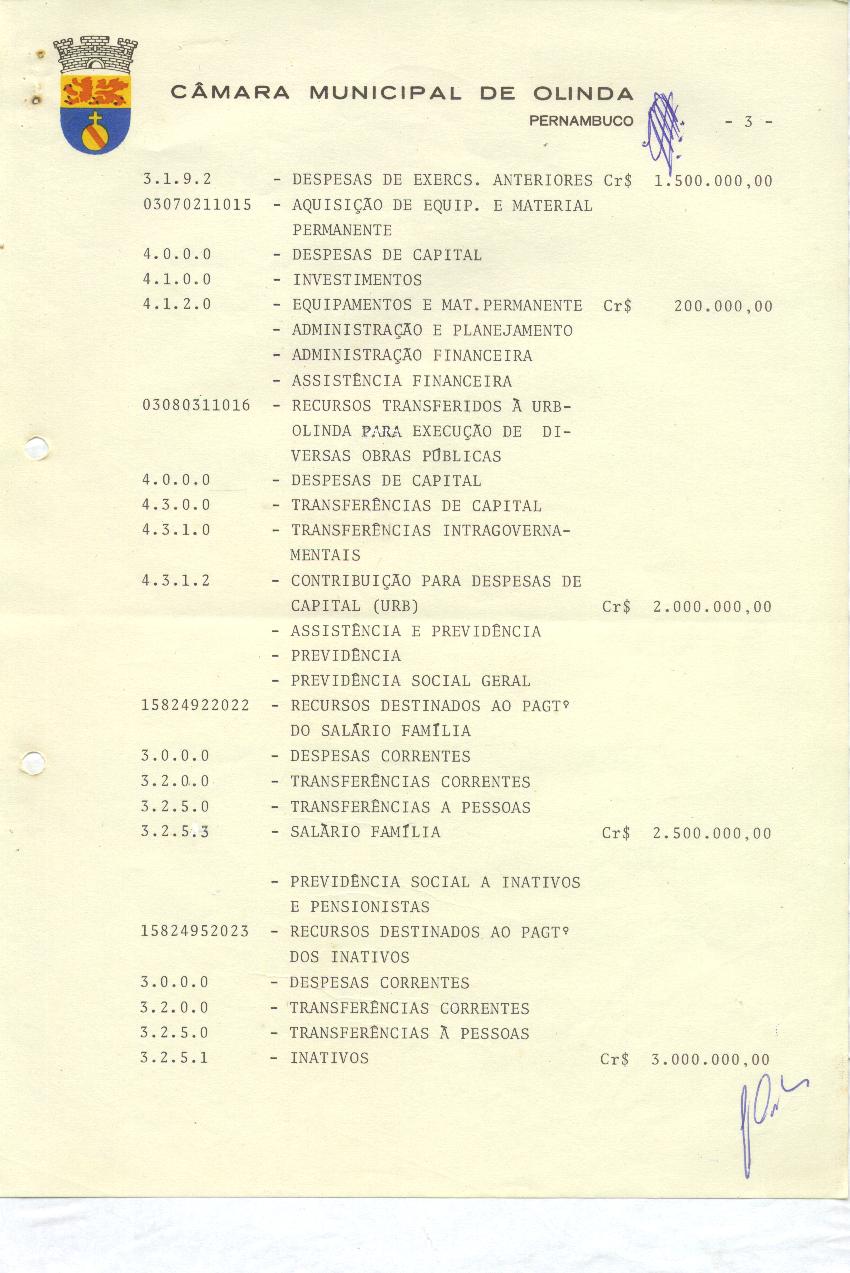 CÂMARA MUNICIPAL DE OLINDA
PERNAMBUCO - 3 -
3.1.9.2 - DESPESAS DE EXERCS. ANTERIORES Cr$ 1.500.000,00
03070211015 - AQUISIÇÃO DE EQUIP. E MATERIAL
PERMANENTE
4.0.0.0 - DESPESAS DE CAPITAL
4.1.0.0 - INVESTIMENTOS
4.1.2.0 - EQUIPAMENTOS E MAT.PERMANENTE Cr$ 200.000,00
- ADMINISTRAÇÃO E PLANEJAMENTO
- ADMINISTRAÇÃO FINANCEIRA
- ASSISTÊNCIA FINANCEIRA
03080311016 - RECURSOS TRANSFERIDOS À URB-
OLINDA PARA EXECUÇÃO DE DI-
VERSAS OBRAS PÚBLICAS
4.0.0.0 - DESPESAS DE CAPITAL
4.3.0.0 - TRANSFERÊNCIAS DE CAPITAL
4.3.1.0 - TRANSFERÊNCIAS INTRAGOVERNA-
MENTAIS
4.3.1.2 - CONTRIBUIÇÃO PARA DESPESAS DE
CAPITAL (URB) Cr$ 2.000.000,00
- ASSISTÊNCIA E PREVIDÊNCIA
- PREVIDÊNCIA
- PREVIDÊNCIA SOCIAL GERAL
15824922022 - RECURSOS DESTINADOS AO PAGTº
DO SALÁRIO FAMÍLIA
3.0.0.0 - DESPESAS CORRENTES
3.2.0.0 - TRANSFERÊNCIAS CORRENTES
3.2.5.0 - TRANSFERÊNCIAS A PESSOAS
3.2.5.3 - SALÁRIO FAMÍLIA Cr$ 2.500.000,00
- PREVIDÊNCIA SOCIAL A INATIVOS
E PENSIONISTAS
15824952023 - RECURSOS DESTINADOS AO PAGTº
DOS INATIVOS
3.0.0.0 - DESPESAS CORRENTES
3.2.0.0 - TRANSFERÊNCIAS CORRENTES
3.2.5.0 - TRANSFERÊNCIAS À PESSOAS
3.2.5.1 - INATIVOS Cr$ 3.000.000,00